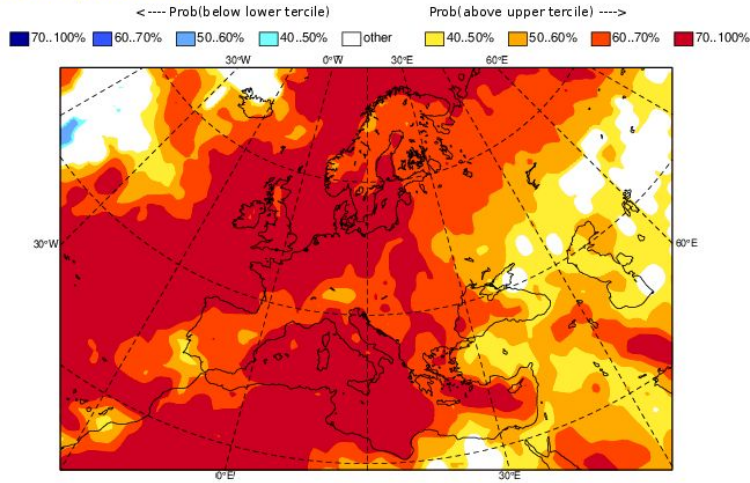 <---- Prob(below lower tercile) Prob(above upper tercile) ---->
70..100% 60..70% 50..60% 40..50% other 40..50% 50..60% 60..70% 70..100%
30°W 0°W 30°E 60°E
30°W 60°E
0°E 30°E